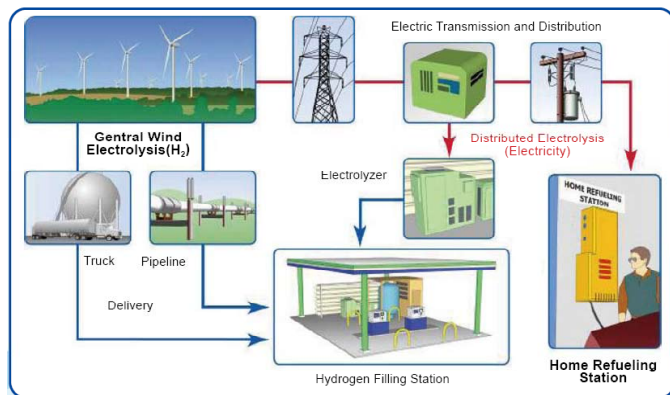 Electric Transmission and Distribution
Gentral Wind
Electrolysis(H₂)
Distributed Electrolysis
(Electricity)
Electrolyzer
HOME REFUELING
STATION
Truck
Pipeline
Delivery
Hydrogen Filling Station
Home Refueling
Station